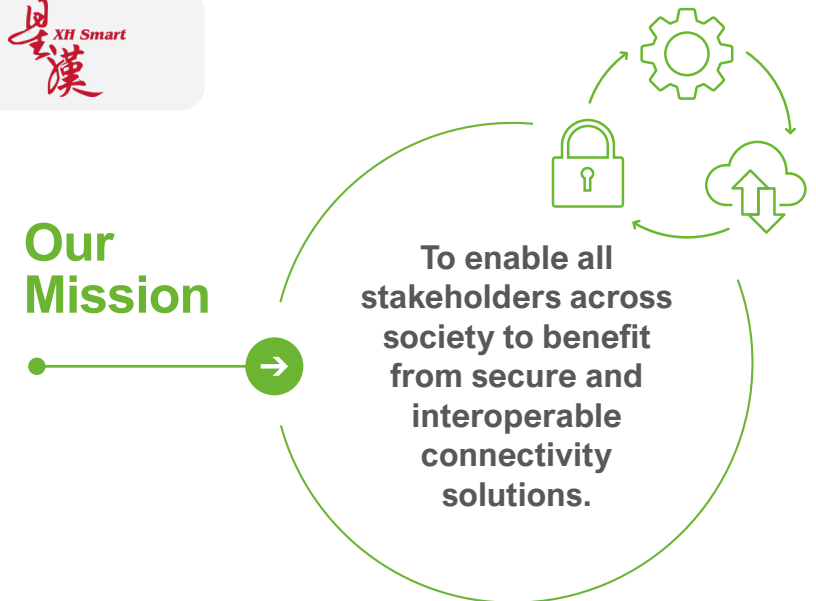 星漢
XH Smart
Our
Mission
To enable all
stakeholders across
society to benefit
from secure and
interoperable
connectivity
solutions.